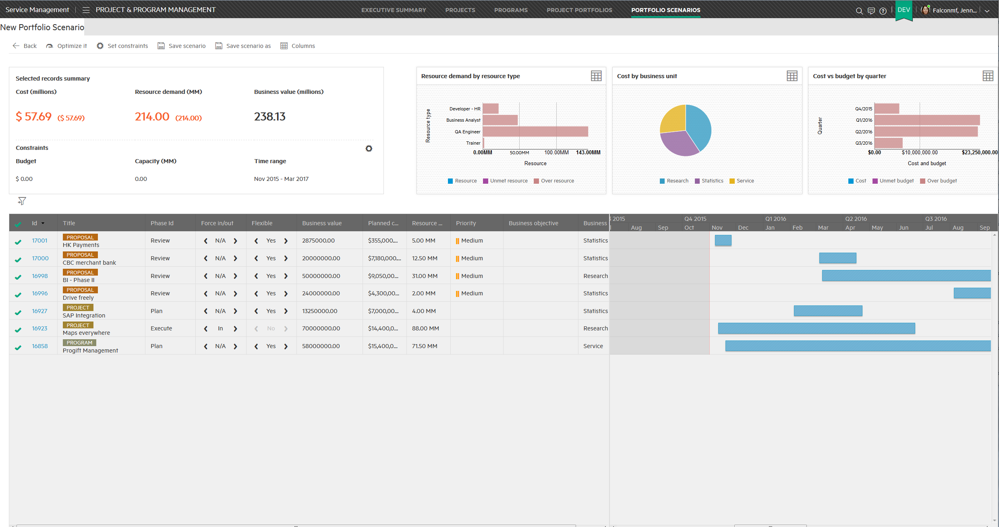 Service Management PROJECT & PROGRAM MANAGEMENT EXECUTIVE SUMMARY PROJECTS PROGRAMS PROJECT PORTFOLIOS PORTFOLIO SCENARIOS DEV Falconmf, Jenn...
New Portfolio Scenario
Back Optimize it Set constraints Save scenario Save scenario as Columns
Selected records summary
Cost (millions) Resource demand (MM) Business value (millions)
$ 57.69 ($ 57.69) 214.00 (214.00) 238.13
Constraints
Budget Capacity (MM) Time range
$ 0.00 0.00 Nov 2015 - Mar 2017
Resource demand by resource type
Resource type
Developer - HR
Business Analyst
QA Engineer
Trainer
0.00MM 50.00MM 100.00MM 143.00MM
Resource
Resource Unmet resource Over resource
Cost by business unit
Research Statistics Service
Cost vs budget by quarter
Quarter
Q4/2015
Q1/2016
Q2/2016
Q3/2016
$0.00 $10,000,000.00 $23,250,000.00
Cost and budget
Cost Unmet budget Over budget
Id Title Phase Id Force in/out Flexible Business value Planned c... Resource ... Priority Business objective Business
2015 Q4 2015 Q1 2016 Q2 2016 Q3 2016
Aug Sep Oct Nov Dec Jan Feb Mar Apr May Jun Jul Aug Sep
17001 PROPOSAL
HK Payments Review N/A Yes 2875000.00 $355,000.... 5.00 MM Medium Statistics
17000 PROPOSAL
CBC merchant bank Review N/A Yes 20000000.00 $7,180,000.... 12.50 MM Medium Statistics
16998 PROPOSAL
BI - Phase II Review N/A Yes 50000000.00 $9,050,00... 31.00 MM Medium Research
16996 PROPOSAL
Drive freely Review N/A Yes 24000000.00 $4,300,00... 2.00 MM Medium Statistics
16927 PROJECT
SAP Integration Plan N/A Yes 13250000.00 $7,000,00... 4.00 MM Statistics
16923 PROJECT
Maps everywhere Execute In No 70000000.00 $14,400,0... 88.00 MM Research
16858 PROGRAM
Progift Management Plan N/A Yes 58000000.00 $15,400,0... 71.50 MM Service